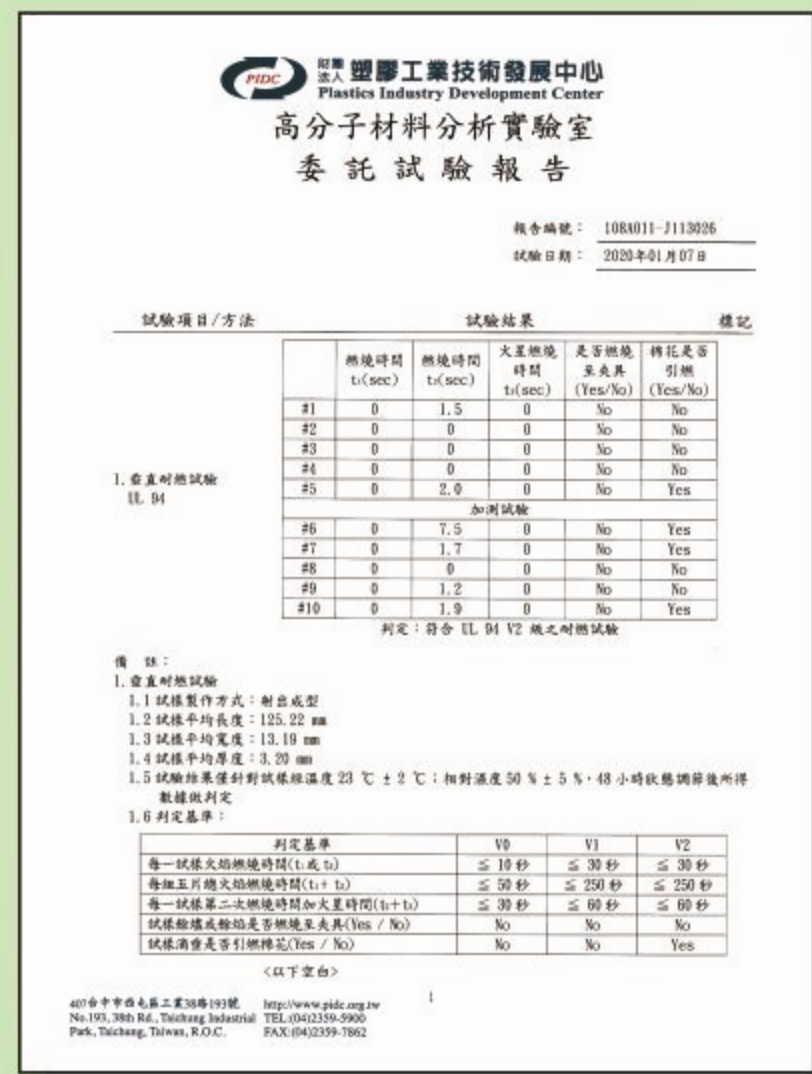 PIDC 財團法人 塑膠工業技術發展中心
Plastics Industry Development Center
高分子材料分析實驗室
委託試驗報告
報告編號： 108A011-J113026
試驗日期： 2020年01月07日
試驗項目/方法 試驗結果 標記
燃燒時間 t₁(sec) 燃燒時間 t₂(sec) 火星燃燒時間 t₃(sec) 是否燃燒至夾具 (Yes/No) 棉花是否引燃 (Yes/No)
#1 0 1.5 0 No No
#2 0 0 0 No No
#3 0 0 0 No No
#4 0 0 0 No No
1.垂直耐燃試驗
UL 94
#5 0 2.0 0 No Yes
加測試驗
#6 0 7.5 0 No Yes
#7 0 1.7 0 No Yes
#8 0 0 0 No No
#9 0 1.2 0 No No
#10 0 1.9 0 No Yes
判定：符合 UL 94 V2 級之耐燃試驗
備 註：
1.垂直耐燃試驗
1.1 試樣製作方式：射出成型
1.2 試樣平均長度：125.22 mm
1.3 試樣平均寬度：13.19 mm
1.4 試樣平均厚度：3.20 mm
1.5 試驗結果僅針對試樣經溫度 23 ℃ ± 2 ℃；相對濕度 50 % ± 5 %，48 小時狀態調節後所得
數據做判定
1.6 判定基準：
判定基準 V0 V1 V2
每一試樣火焰燃燒時間(t₁或 t₂) ≦ 10 秒 ≦ 30 秒 ≦ 30 秒
每組五片總火焰燃燒時間(t₁+ t₂) ≦ 50 秒 ≦ 250 秒 ≦ 250 秒
每一試樣第二次燃燒時間加火星時間(t₂+t₃) ≦ 30 秒 ≦ 60 秒 ≦ 60 秒
試樣餘燼或餘焰是否燃燒至夾具(Yes / No) No No No
試樣滴垂是否引燃棉花(Yes / No) No No Yes
<以下空白>
1
407台中市西屯區工業38路193號 http://www.pidc.org.tw
No.193, 38th Rd., Taichung Industrial TEL:(04)2359-5900
Park, Taichung, Taiwan, R.O.C. FAX:(04)2359-7862